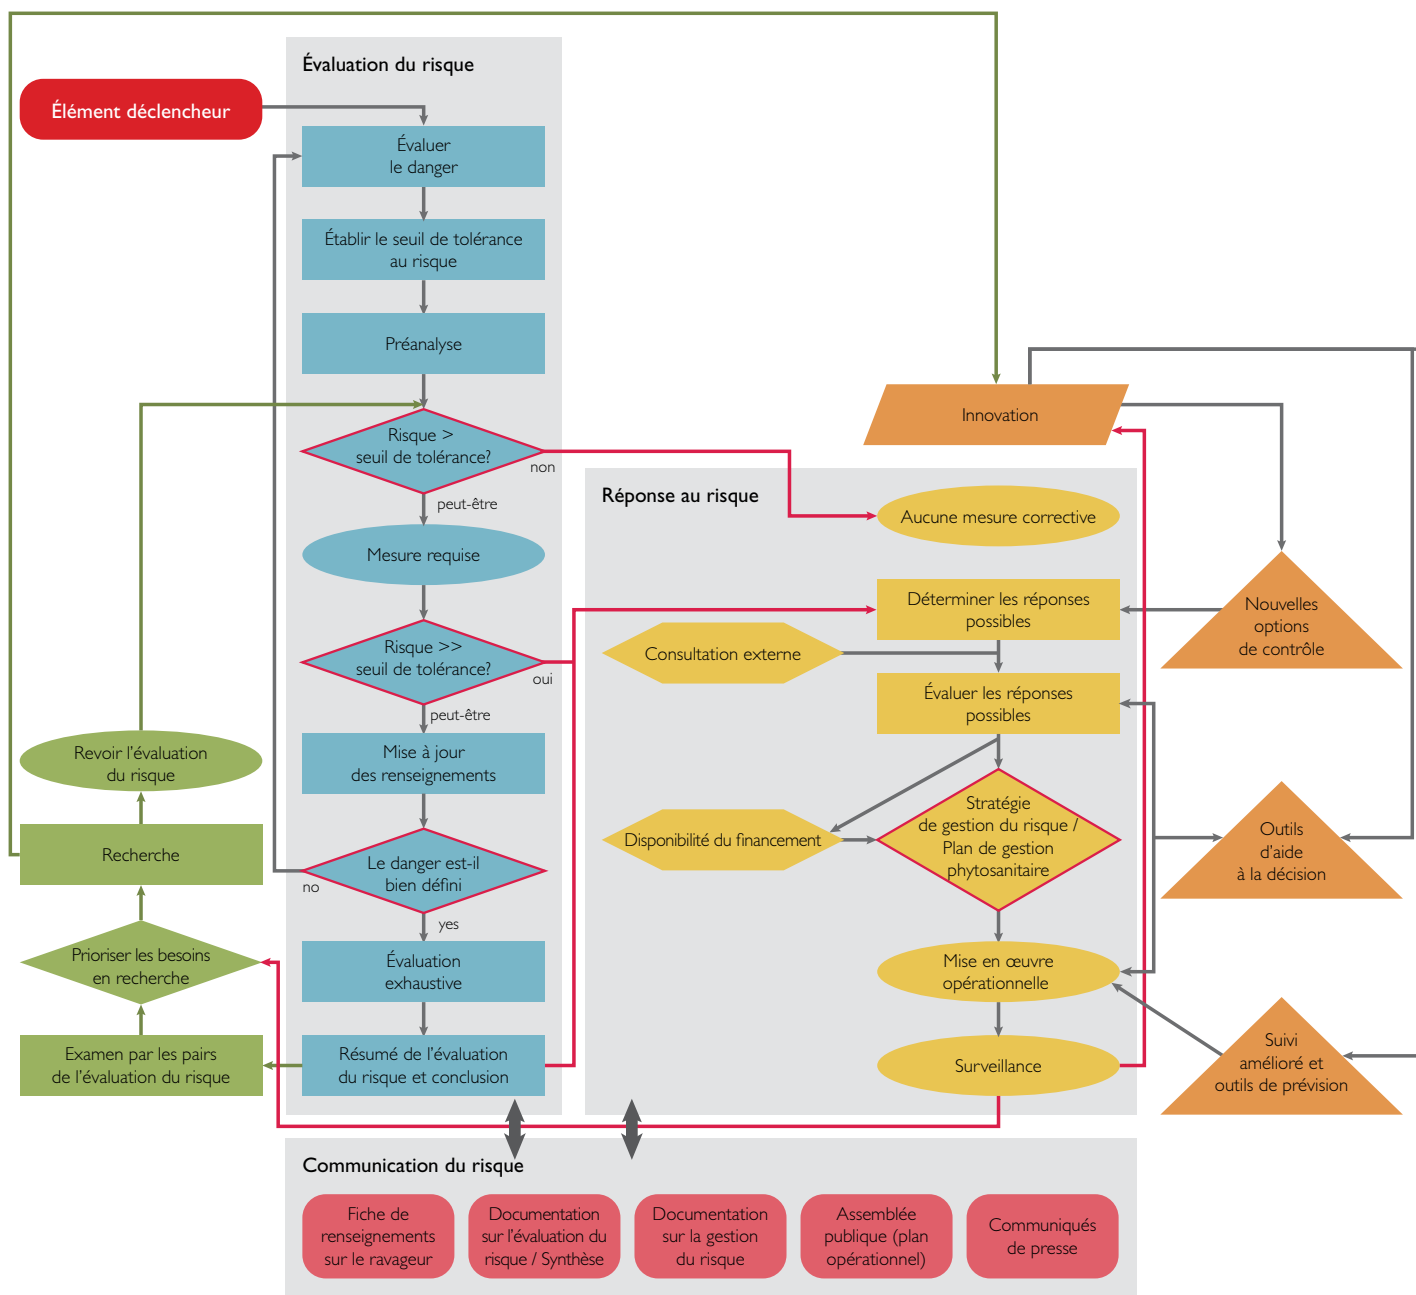 Évaluation du risque
Élément déclencheur
Évaluer
le danger
Établir le seuil de tolérance
au risque
Préanalyse
Risque >
seuil de tolérance?
non
peut-être
Mesure requise
Risque >>
seuil de tolérance?
oui
peut-être
Mise à jour
des renseignements
Le danger est-il
bien défini
no
yes
Évaluation
exhaustive
Résumé de l'évaluation
du risque et conclusion
Revoir l'évaluation
du risque
Recherche
Prioriser les besoins
en recherche
Examen par les pairs
de l'évaluation du risque
Réponse au risque
Aucune mesure corrective
Déterminer les réponses
possibles
Consultation externe
Évaluer les réponses
possibles
Disponibilité du financement
Stratégie
de gestion du risque /
Plan de gestion
phytosanitaire
Mise en œuvre
opérationnelle
Surveillance
Innovation
Nouvelles
options
de contrôle
Outils
d'aide
à la décision
Suivi
amélioré et
outils de prévision
Communication du risque
Fiche de
renseignements
sur le ravageur
Documentation
sur l'évaluation du
risque / Synthèse
Documentation
sur la gestion
du risque
Assemblée
publique (plan
opérationnel)
Communiqués
de presse